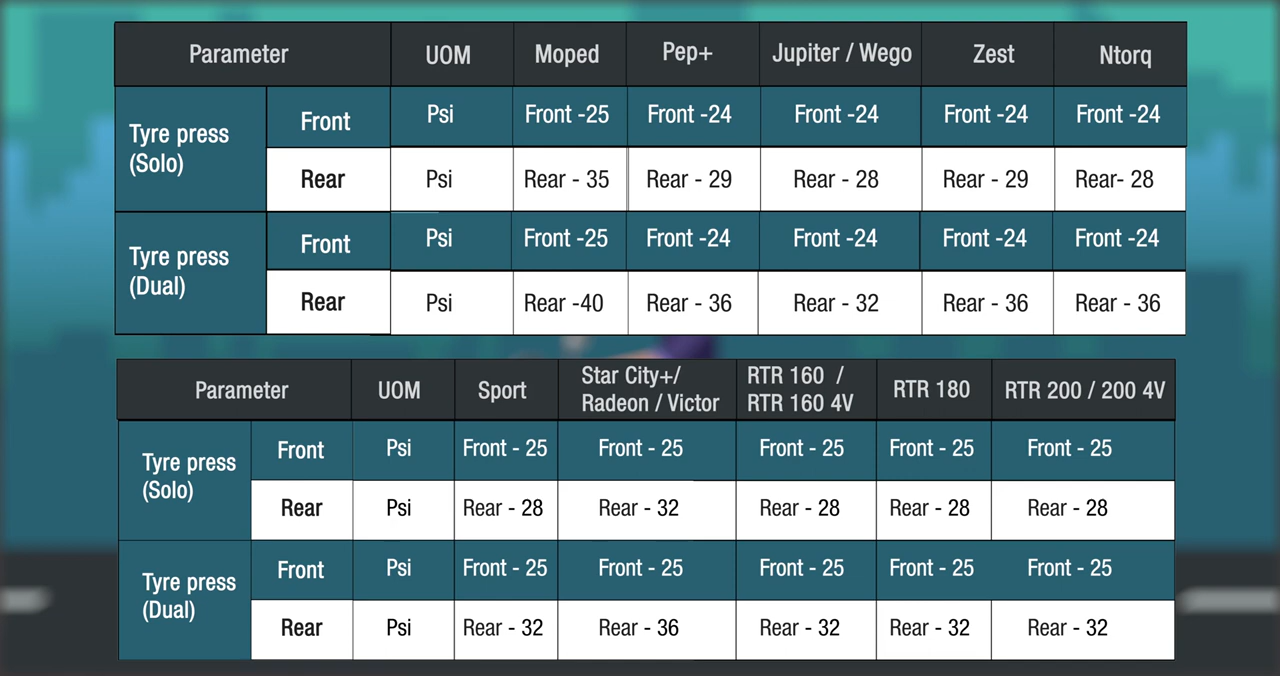 Parameter UOM Moped Pep+ Jupiter / Wego Zest Ntorq
Tyre press
(Solo)
Front Psi Front -25 Front -24 Front -24 Front -24 Front -24
Rear Psi Rear - 35 Rear - 29 Rear - 28 Rear - 29 Rear- 28
Tyre press
(Dual)
Front Psi Front -25 Front -24 Front -24 Front -24 Front -24
Rear Psi Rear -40 Rear - 36 Rear - 32 Rear - 36 Rear - 36
Parameter UOM Sport Star City+/
Radeon / Victor RTR 160 /
RTR 160 4V RTR 180 RTR 200 / 200 4V
Tyre press
(Solo)
Front Psi Front - 25 Front - 25 Front - 25 Front - 25 Front - 25
Rear Psi Rear - 28 Rear - 32 Rear - 28 Rear - 28 Rear - 28
Tyre press
(Dual)
Front Psi Front - 25 Front - 25 Front - 25 Front - 25 Front - 25
Rear Psi Rear - 32 Rear - 36 Rear - 32 Rear - 32 Rear - 32